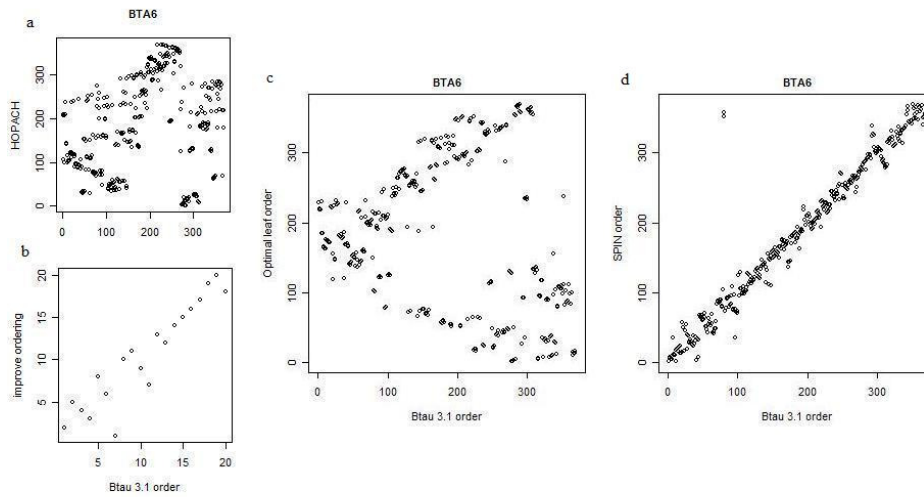 a
BTA6
HOPACH
300
200
100
0
0 100 200 300
b
improve ordering
20
15
10
5
5 10 15 20
Btau 3.1 order
c
BTA6
Optimal leaf order
300
200
100
0
0 100 200 300
Btau 3.1 order
d
BTA6
SPIN order
300
200
100
0
0 100 200 300
Btau 3.1 order